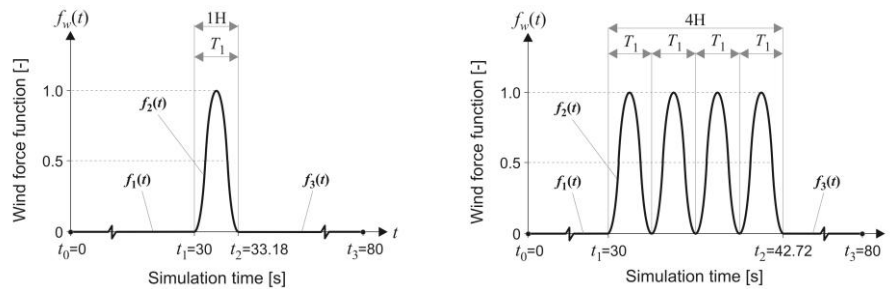 f_w(t)
1H
T_1
Wind force function [-]
1.0
0.5
0
f_2(t)
f_1(t)
f_3(t)
t
t_0=0
t_1=30
t_2=33.18
t_3=80
Simulation time [s]
f_w(t)
4H
T_1 T_1 T_1 T_1
Wind force function [-]
1.0
0.5
0
f_2(t)
f_1(t)
f_3(t)
t
t_0=0
t_1=30
t_2=42.72
t_3=80
Simulation time [s]